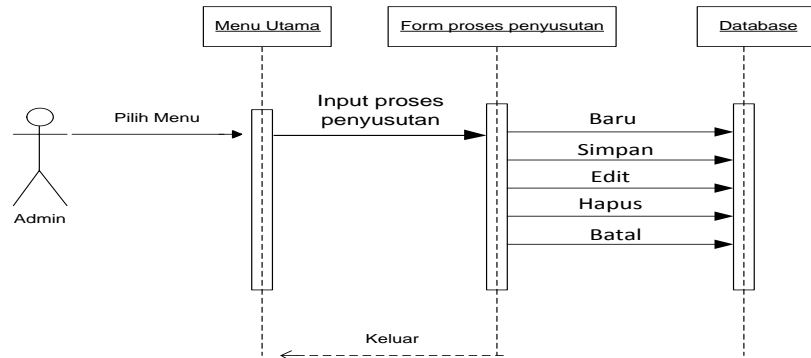 Menu Utama
Form proses penyusutan
Database
Pilih Menu
Input proses
penyusutan
Baru
Simpan
Edit
Hapus
Batal
Admin
Keluar